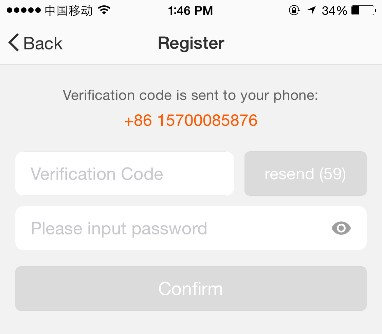 中国移动 1:46 PM 34%
Back Register
Verification code is sent to your phone:
+86 15700085876
Verification Code resend (59)
Please input password
Confirm